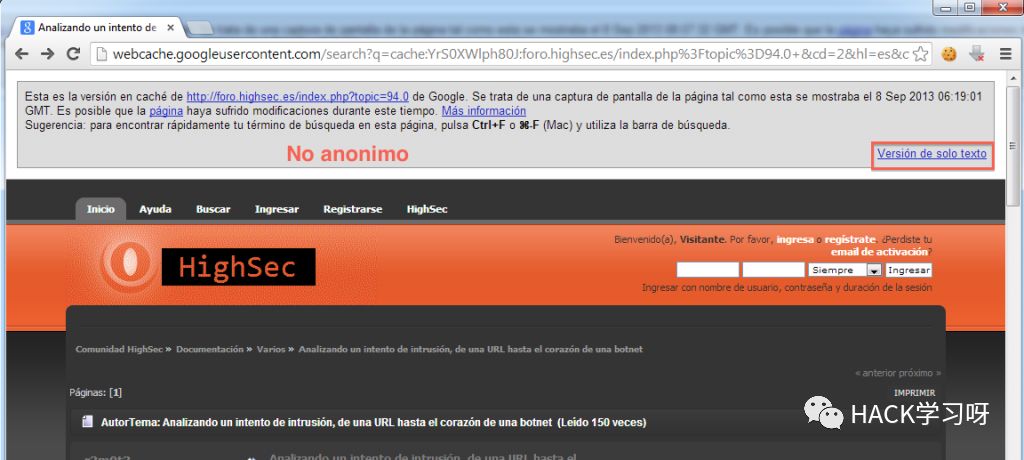 Analizando un intento de
webcache.googleusercontent.com/search?q=cache:YrS0XWlph80J:foro.highsec.es/index.php%3Ftopic%3D94.0+&cd=2&hl=es&c
Esta es la versión en caché de http://foro.highsec.es/index.php?topic=94.0 de Google. Se trata de una captura de pantalla de la página tal como esta se mostraba el 8 Sep 2013 06:19:01
GMT. Es posible que la página haya sufrido modificaciones durante este tiempo. Más información
Sugerencia: para encontrar rápidamente tu término de búsqueda en esta página, pulsa Ctrl+F o ⌘-F (Mac) y utiliza la barra de búsqueda.
No anonimo
Versión de solo texto
Inicio Ayuda Buscar Ingresar Registrarse HighSec
HighSec
Bienvenido(a), Visitante. Por favor, ingresa o regístrate. ¿Perdiste tu
email de activación?
Siempre Ingresar
Ingresar con nombre de usuario, contraseña y duración de la sesión
Comunidad HighSec » Documentación » Varios » Analizando un intento de intrusión, de una URL hasta el corazón de una botnet
« anterior próximo »
Páginas: [1]
IMPRIMIR
AutorTema: Analizando un intento de intrusión, de una URL hasta el corazón de una botnet (Leído 150 veces)
Analizando un intento de intrusión, de una URL hasta el
HACK学习呀